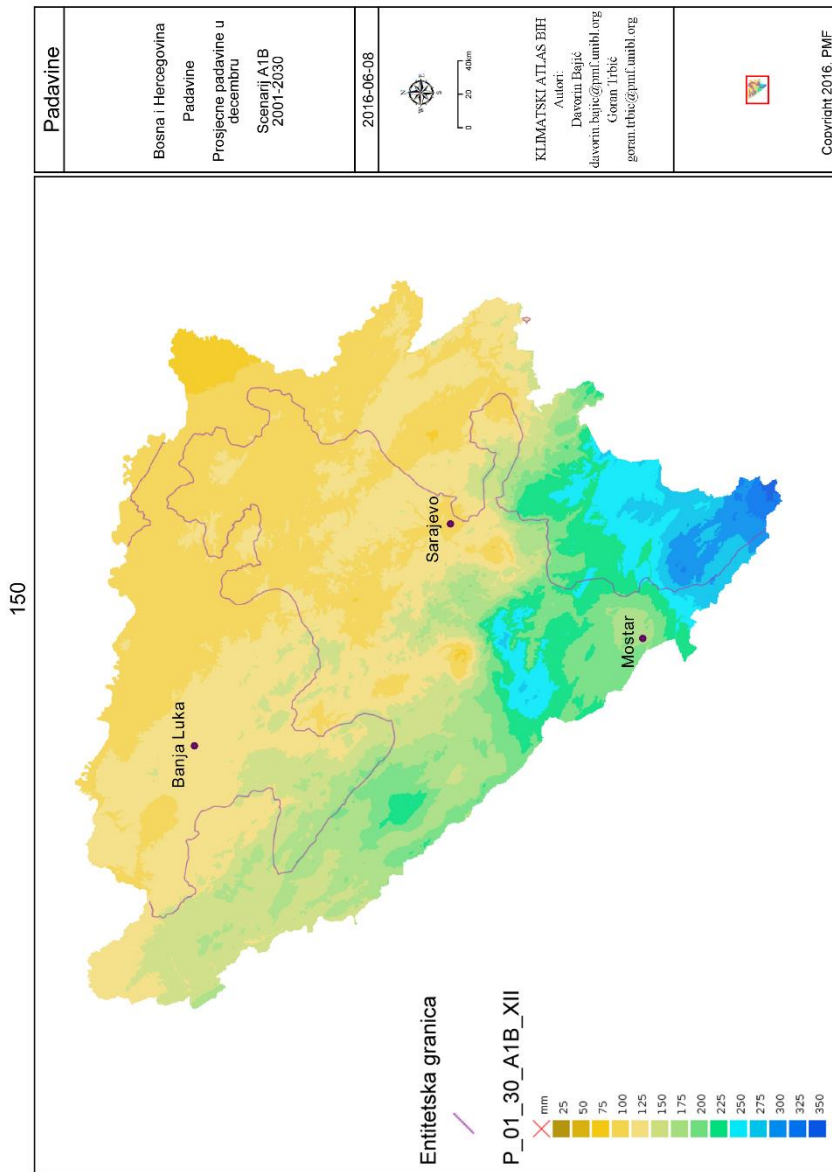 150
Padavine
Bosna i Hercegovina
Padavine
Prosjecne padavine u
decembru
Scenarij A1B
2001-2030
2016-06-08
N
W
E
S
0
20
40km
KLIMATSKI ATLAS BIH
Autori:
Davorin Bajić
davorin.bajic@pmf.unibl.org
Goran Trbić
goran.trbic@pmf.unibl.org
Copyright 2016, PMF
Banja Luka
Sarajevo
Mostar
Entitetska granica
P_01_30_A1B_XII
mm
25
50
75
100
125
150
175
200
225
250
275
300
325
350